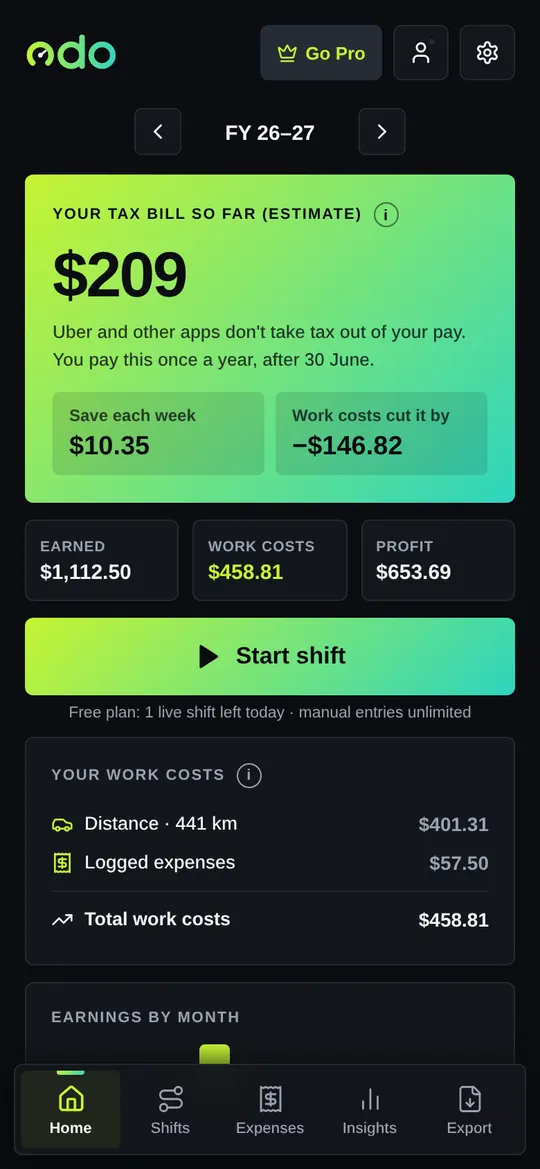 odo
Go Pro
FY 26–27
YOUR TAX BILL SO FAR (ESTIMATE) i
$209
Uber and other apps don't take tax out of your pay.
You pay this once a year, after 30 June.
Save each week
$10.35
Work costs cut it by
−$146.82
EARNED
$1,112.50
WORK COSTS
$458.81
PROFIT
$653.69
Start shift
Free plan: 1 live shift left today · manual entries unlimited
YOUR WORK COSTS i
Distance · 441 km $401.31
Logged expenses $57.50
Total work costs $458.81
EARNINGS BY MONTH
Home Shifts Expenses Insights Export